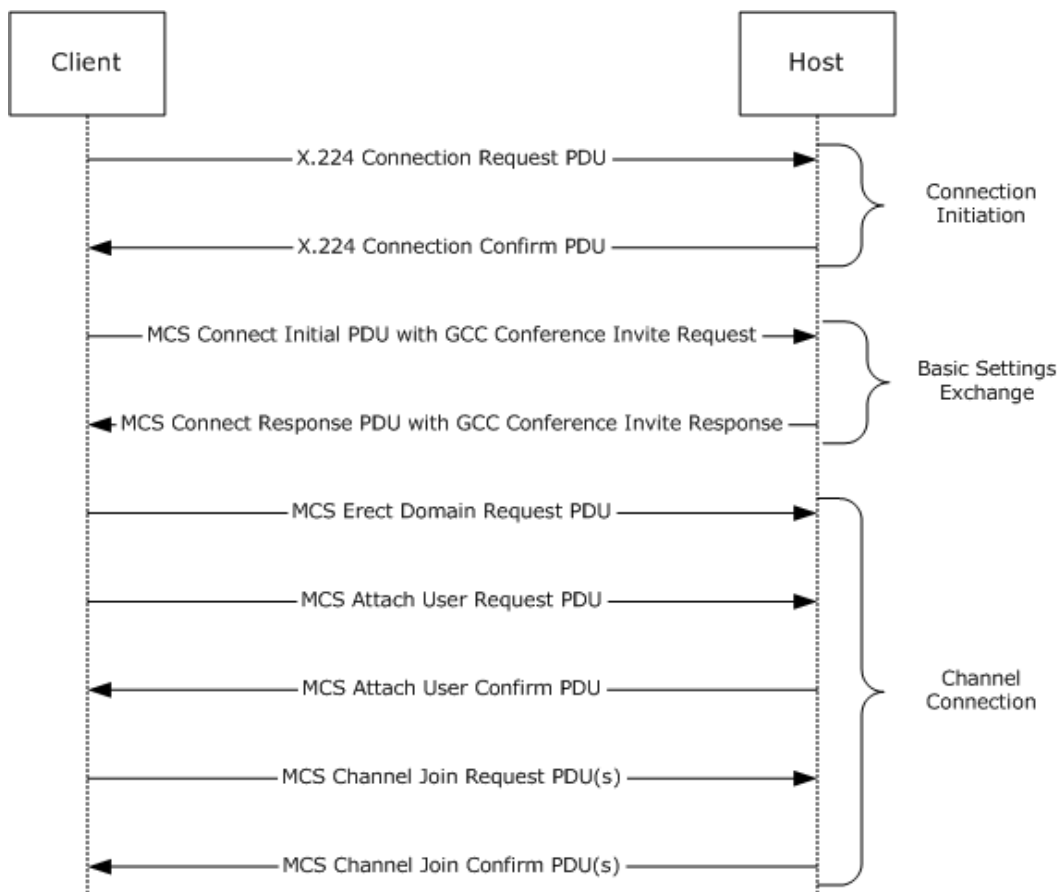 Client
Host
X.224 Connection Request PDU
Connection
Initiation
X.224 Connection Confirm PDU
MCS Connect Initial PDU with GCC Conference Invite Request
Basic Settings
Exchange
MCS Connect Response PDU with GCC Conference Invite Response
MCS Erect Domain Request PDU
MCS Attach User Request PDU
MCS Attach User Confirm PDU
Channel
Connection
MCS Channel Join Request PDU(s)
MCS Channel Join Confirm PDU(s)